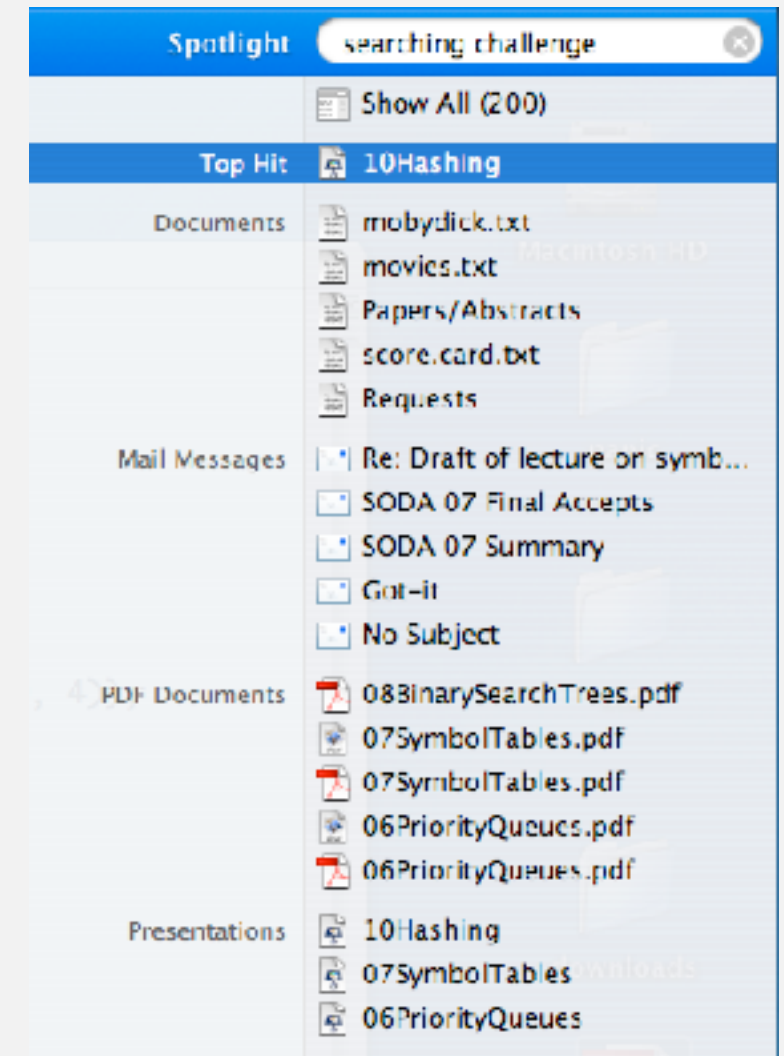 Spotlight searching challenge
Show All (200)
Top Hit 10Hashing
Documents mobydick.txt
Macintosh HD
movies.txt
Papers/Abstracts
score.card.txt
Requests
Mail Messages Re: Draft of lecture on symb...
SODA 07 Final Accepts
SODA 07 Summary
Got-it
No Subject
PDF Documents 08BinarySearchTrees.pdf
07SymbolTables.pdf
07SymbolTables.pdf
06PriorityQueues.pdf
06PriorityQueues.pdf
Presentations 10Hashing
07SymbolTables
06PriorityQueues